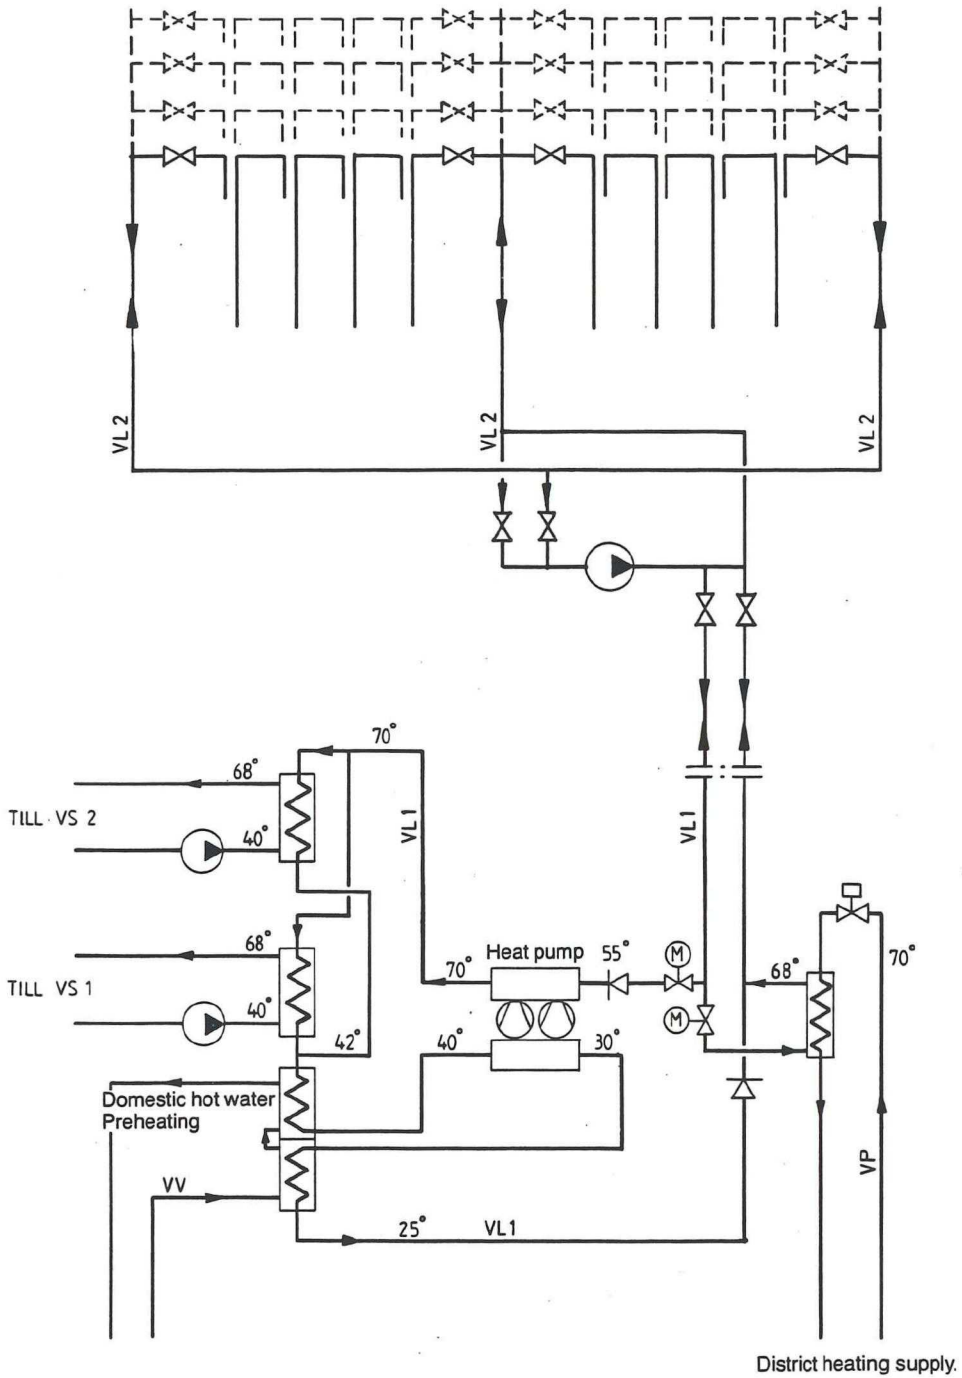 VL 2
VL 2
VL 2
70°
68°
TILL VS 2
40°
VL1
VL1
68°
TILL VS 1
40°
42°
Heat pump
70°
55°
M
M
68°
70°
40°
30°
Domestic hot water
Preheating
VV
VP
25°
VL1
District heating supply.